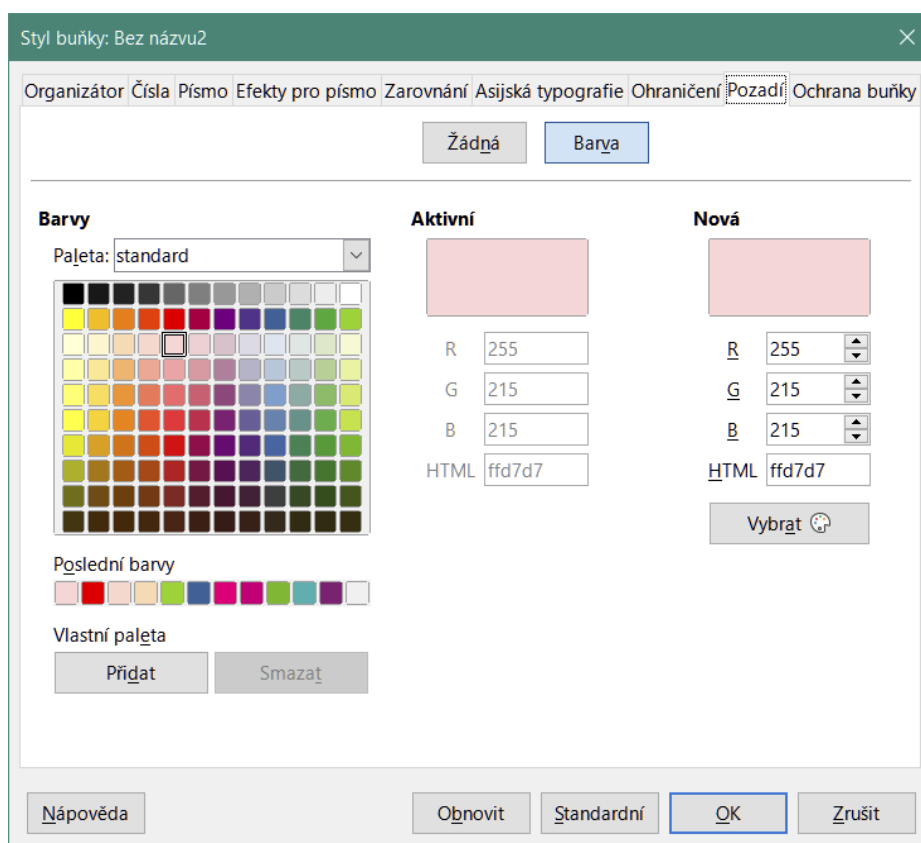 Styl buňky: Bez názvu2
Organizátor Čísla Písmo Efekty pro písmo Zarovnání Asijská typografie Ohraničení Pozadí Ochrana buňky
Žádná Barva
Barvy Aktivní Nová
Paleta: standard
R 255 R 255
G 215 G 215
B 215 B 215
HTML ffd7d7 HTML ffd7d7
Vybrat
Poslední barvy
Vlastní paleta
Přidat Smazat
Nápověda Obnovit Standardní OK Zrušit